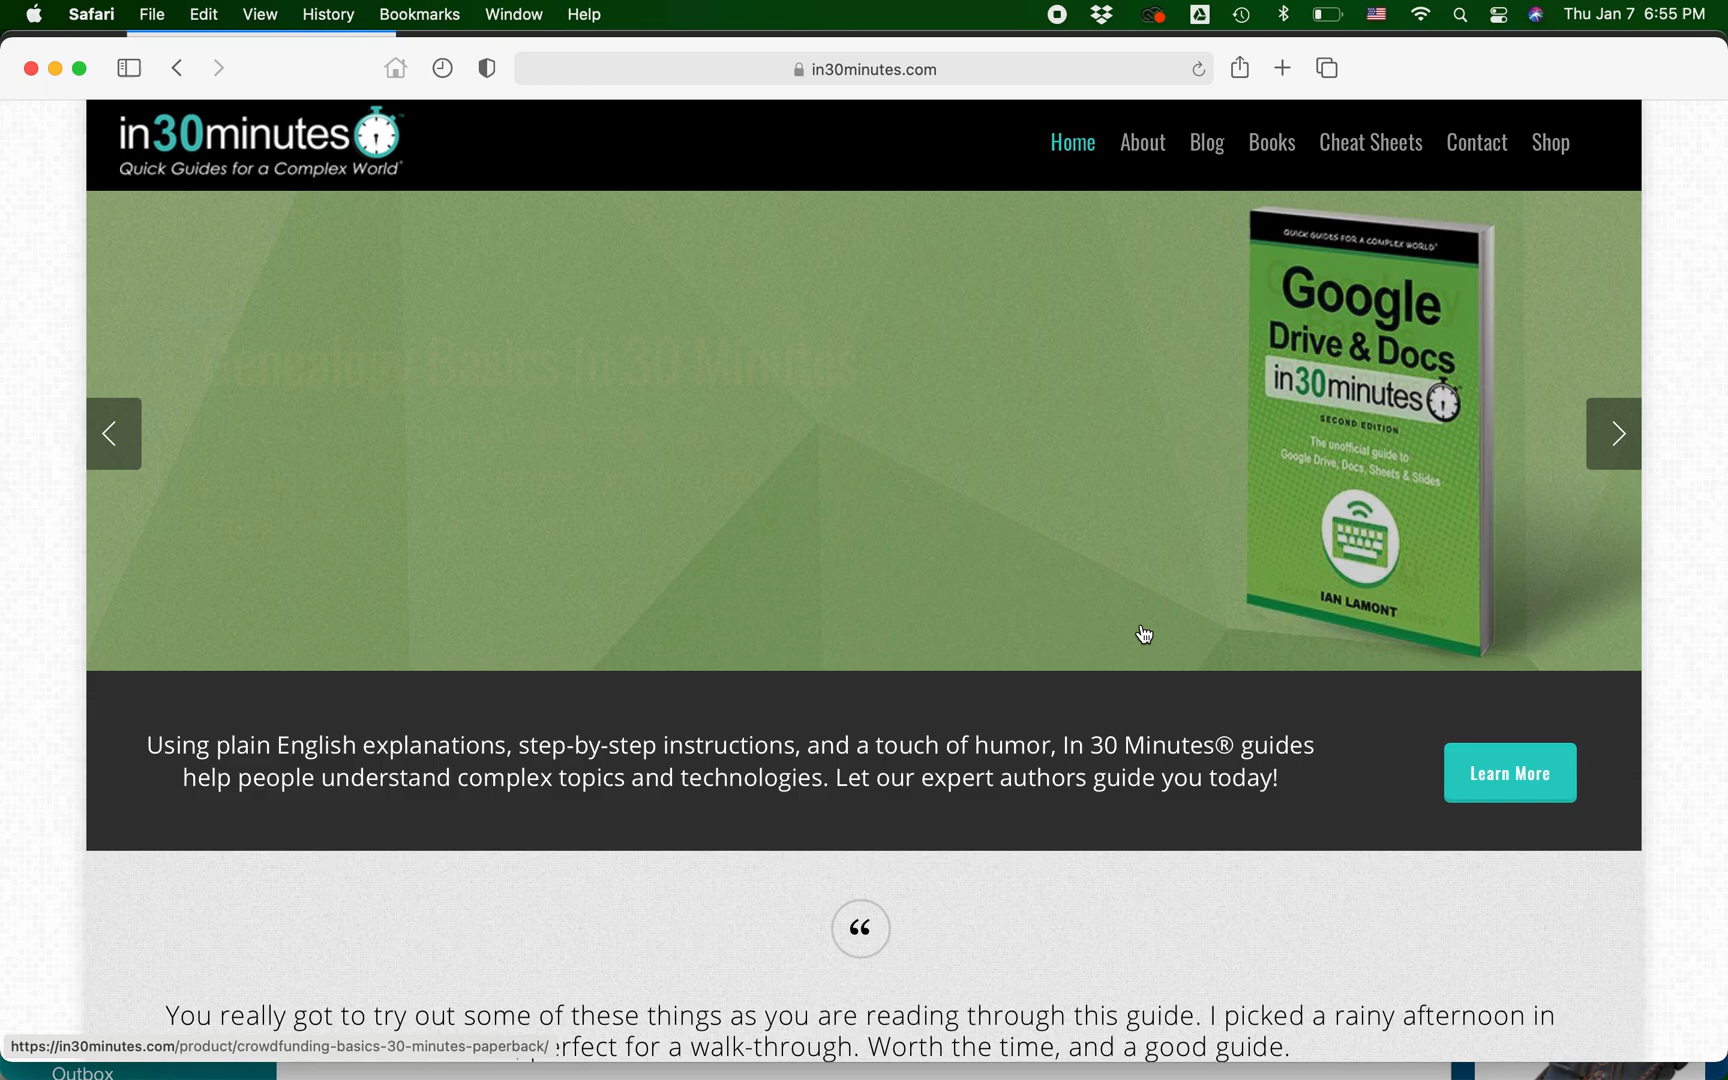 Safari File Edit View History Bookmarks Window Help Thu Jan 7 6:55 PM
in30minutes.com
in30minutes
Quick Guides for a Complex World®
Home About Blog Books Cheat Sheets Contact Shop
Basics In 30 Minutes
QUICK GUIDES FOR A COMPLEX WORLD®
Google
Drive & Docs
in30minutes
SECOND EDITION
The unofficial guide to
Google Drive, Docs, Sheets & Slides
IAN LAMONT
Using plain English explanations, step-by-step instructions, and a touch of humor, In 30 Minutes® guides
help people understand complex topics and technologies. Let our expert authors guide you today!
Learn More
“
You really got to try out some of these things as you are reading through this guide. I picked a rainy afternoon in
https://in30minutes.com/product/crowdfunding-basics-30-minutes-paperback/ erfect for a walk-through. Worth the time, and a good guide.
Outbox